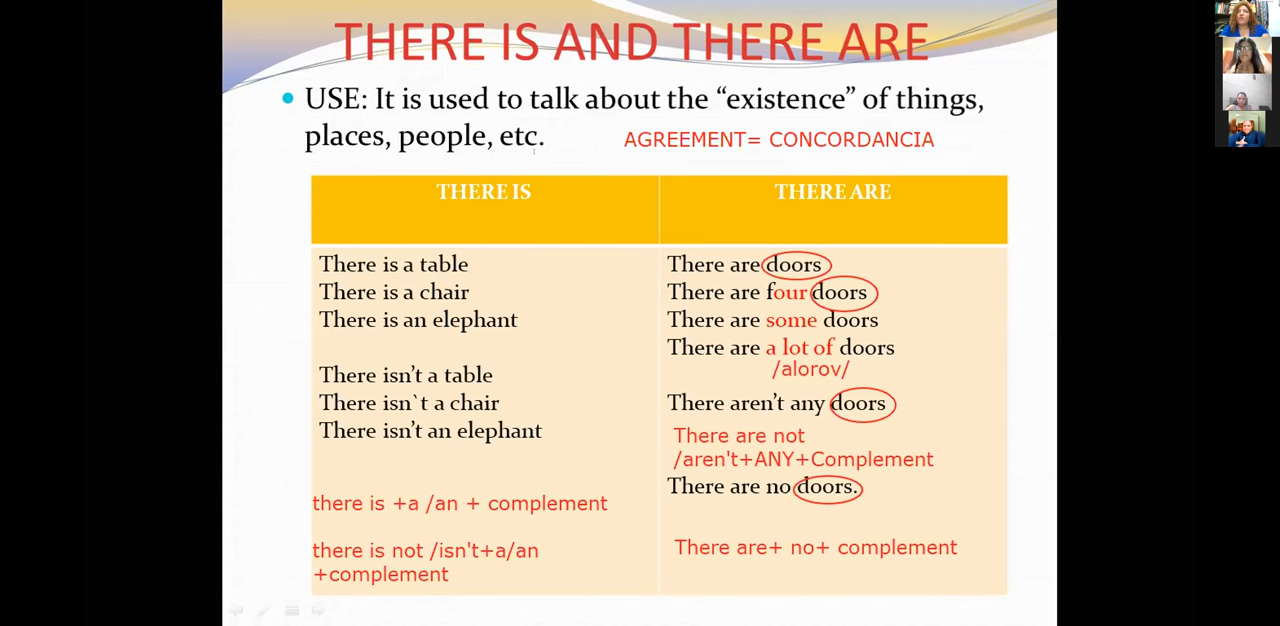 THERE IS AND THERE ARE
USE: It is used to talk about the “existence” of things,
places, people, etc.
AGREEMENT= CONCORDANCIA
THERE IS
There is a table
There is a chair
There is an elephant
There isn’t a table
There isn`t a chair
There isn’t an elephant
there is +a /an + complement
there is not /isn't+a/an
+complement
THERE ARE
There are doors
There are four doors
There are some doors
There are a lot of doors
/alorov/
There aren’t any doors
There are not
/aren't+ANY+Complement
There are no doors.
There are+ no+ complement